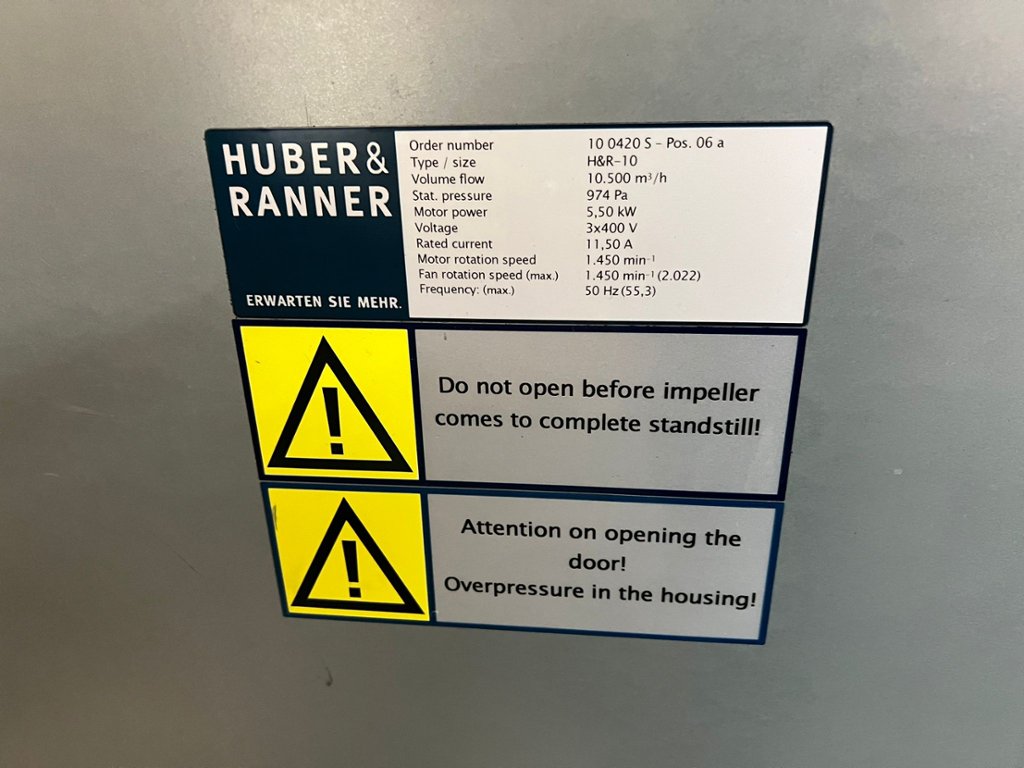 HUBER&
RANNER
ERWARTEN SIE MEHR.
Order number 10 0420 S – Pos. 06 a
Type / size H&R–10
Volume flow 10.500 m³/h
Stat. pressure 974 Pa
Motor power 5,50 kW
Voltage 3x400 V
Rated current 11,50 A
Motor rotation speed 1.450 min⁻¹
Fan rotation speed (max.) 1.450 min⁻¹ (2.022)
Frequency: (max.) 50 Hz (55,3)
Do not open before impeller
comes to complete standstill!
Attention on opening the
door!
Overpressure in the housing!